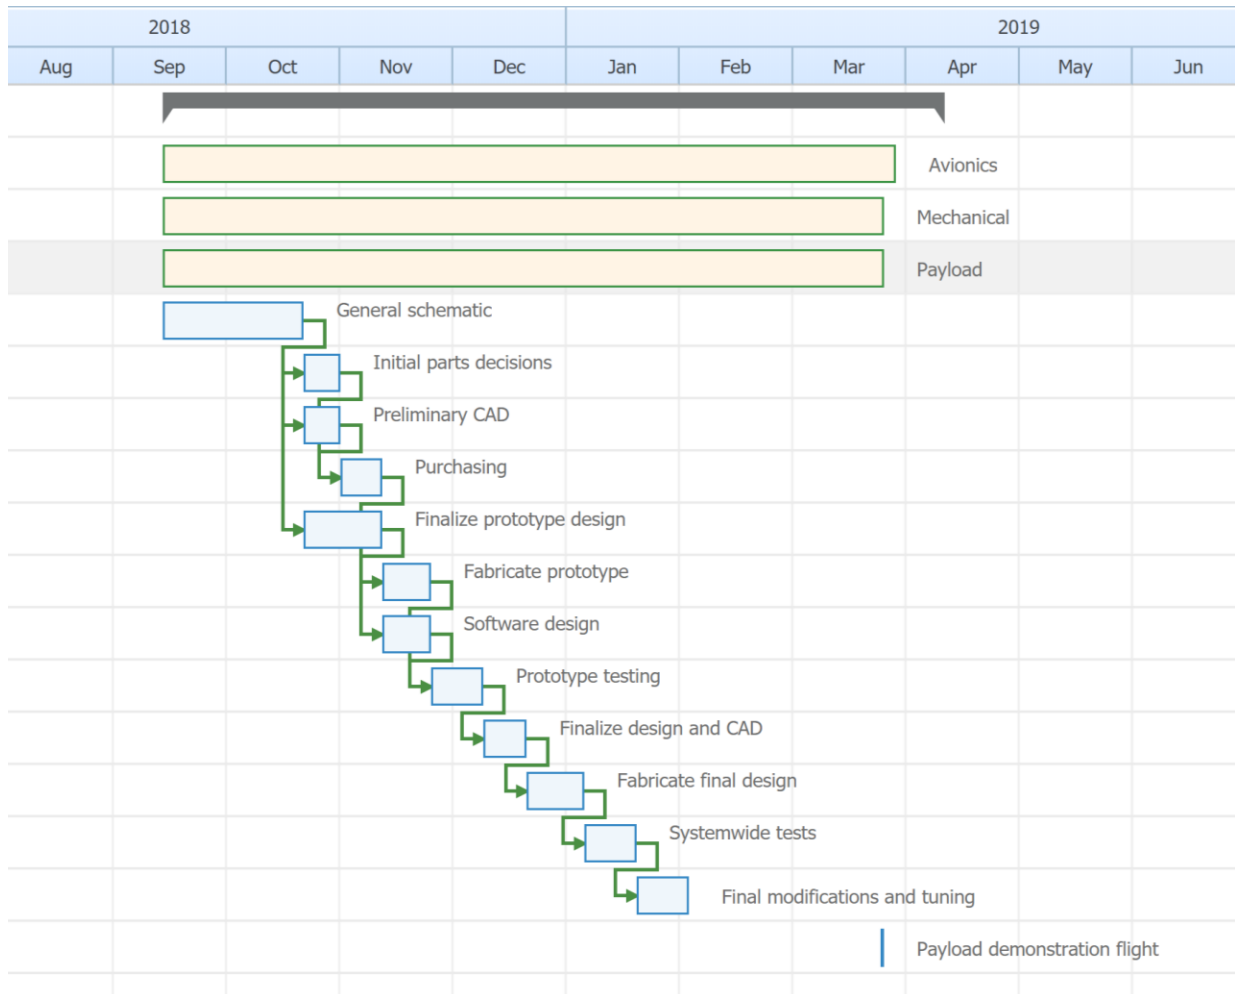 2018 2019
Aug Sep Oct Nov Dec Jan Feb Mar Apr May Jun
Avionics
Mechanical
Payload
General schematic
Initial parts decisions
Preliminary CAD
Purchasing
Finalize prototype design
Fabricate prototype
Software design
Prototype testing
Finalize design and CAD
Fabricate final design
Systemwide tests
Final modifications and tuning
Payload demonstration flight